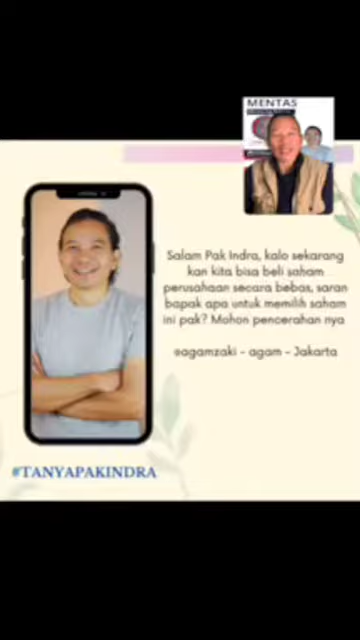 MENTAS
Salam Pak Indra, kalo sekarang
kan kita bisa beli saham
perusahaan secara bebas, saran
bapak apa untuk memilih saham
ini pak? Mohon pencerahan nya
@agamzaki - agam - Jakarta
#TANYAPAKINDRA